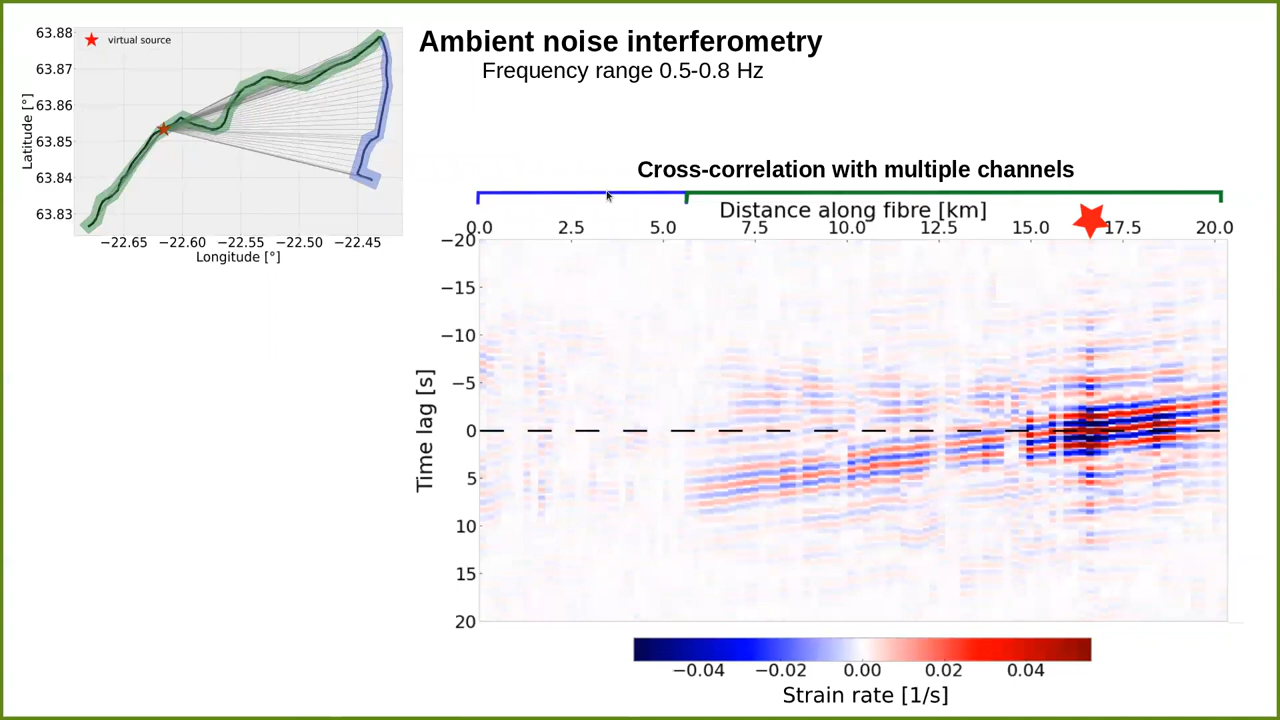 Ambient noise interferometry
Frequency range 0.5-0.8 Hz
virtual source
63.88
63.87
63.86
63.85
63.84
63.83
Latitude [°]
−22.65 −22.60 −22.55 −22.50 −22.45
Longitude [°]
Cross-correlation with multiple channels
Distance along fibre [km]
0.0 2.5 5.0 7.5 10.0 12.5 15.0 17.5 20.0
−20
−15
−10
−5
0
5
10
15
20
Time lag [s]
−0.04 −0.02 0.00 0.02 0.04
Strain rate [1/s]